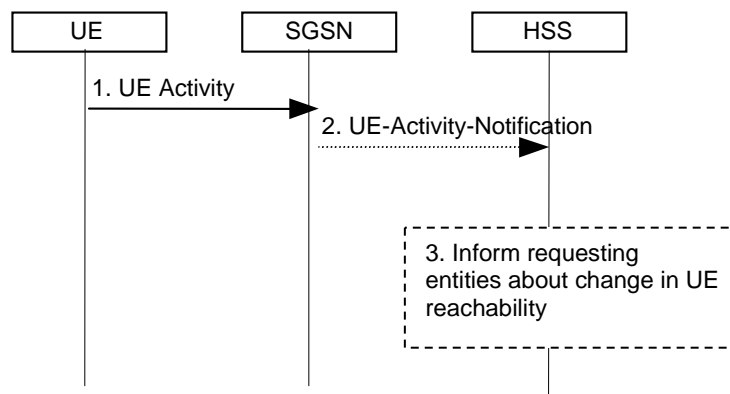 UE
SGSN
HSS
1. UE Activity
2. UE-Activity-Notification
3. Inform requesting
entities about change in UE
reachability